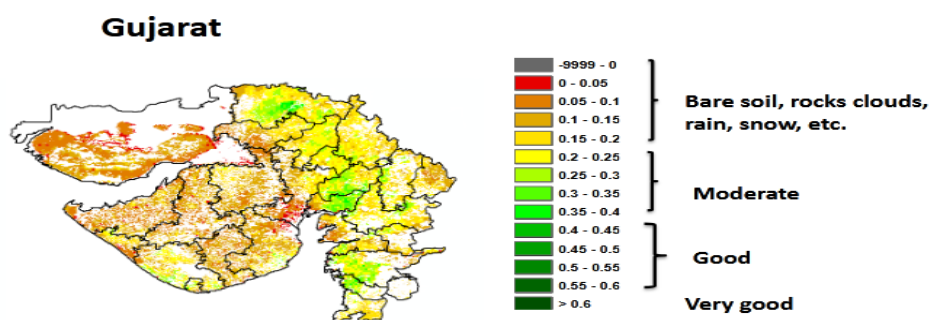 Gujarat
-9999 - 0
0 - 0.05
0.05 - 0.1
0.1 - 0.15
0.15 - 0.2
0.2 - 0.25
0.25 - 0.3
0.3 - 0.35
0.35 - 0.4
0.4 - 0.45
0.45 - 0.5
0.5 - 0.55
0.55 - 0.6
> 0.6
Bare soil, rocks clouds,
rain, snow, etc.
Moderate
Good
Very good